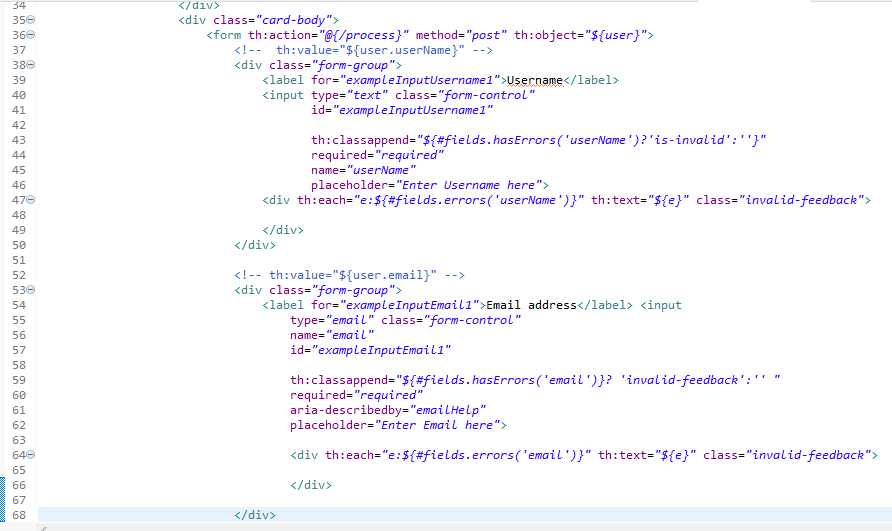 34 </div>
35 <div class="card-body">
36 <form th:action="@{/process}" method="post" th:object="${user}">
37 <!--  th:value="${user.userName}" -->
38 <div class="form-group">
39 <label for="exampleInputUsername1">Username</label>
40 <input type="text" class="form-control"
41 id="exampleInputUsername1"
42
43 th:classappend="${#fields.hasErrors('userName')?'is-invalid':''}"
44 required="required"
45 name="userName"
46 placeholder="Enter Username here">
47 <div th:each="e:${#fields.errors('userName')}" th:text="${e}" class="invalid-feedback">
48
49 </div>
50 </div>
51
52 <!-- th:value="${user.email}" -->
53 <div class="form-group">
54 <label for="exampleInputEmail1">Email address</label> <input
55 type="email" class="form-control"
56 name="email"
57 id="exampleInputEmail1"
58
59 th:classappend="${#fields.hasErrors('email')}? 'invalid-feedback':'' "
60 required="required"
61 aria-describedby="emailHelp"
62 placeholder="Enter Email here">
63
64 <div th:each="e:${#fields.errors('email')}" th:text="${e}" class="invalid-feedback">
65
66 </div>
67
68 </div>